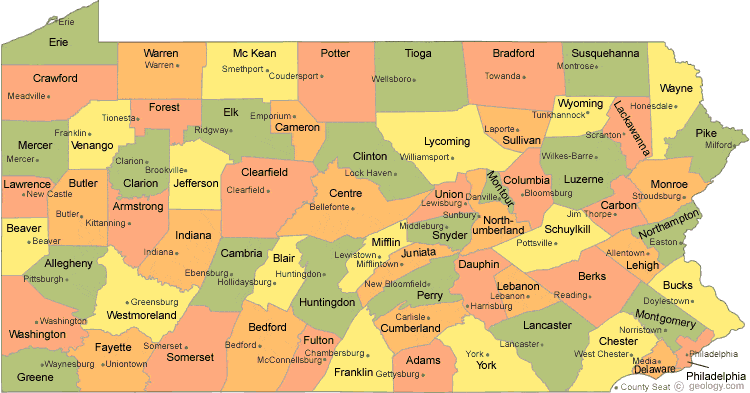 Erie
Erie
Warren
Warren
Mc Kean
Smethport
Potter
Coudersport
Tioga
Wellsboro
Bradford
Towanda
Susquehanna
Montrose
Wayne
Honesdale
Crawford
Meadville
Forest
Tionesta
Elk
Ridgway
Emporium
Cameron
Wyoming
Tunkhannock
Lackawanna
Scranton
Pike
Milford
Mercer
Mercer
Franklin
Venango
Clarion
Clarion
Brookville
Jefferson
Clearfield
Clearfield
Clinton
Lock Haven
Lycoming
Williamsport
Laporte
Sullivan
Wilkes-Barre
Luzerne
Lawrence
New Castle
Butler
Butler
Armstrong
Kittanning
Indiana
Indiana
Centre
Bellefonte
Union
Lewisburg
Montour
Danville
Columbia
Bloomsburg
Monroe
Stroudsburg
Carbon
Jim Thorpe
Beaver
Beaver
Allegheny
Pittsburgh
Cambria
Ebensburg
Blair
Hollidaysburg
Huntingdon
Huntingdon
Mifflin
Lewistown
Juniata
Mifflintown
Middleburg
Snyder
Sunbury
North-
umberland
Schuylkill
Pottsville
Northampton
Easton
Allentown
Lehigh
Westmoreland
Greensburg
New Bloomfield
Perry
Dauphin
Harrisburg
Lebanon
Lebanon
Berks
Reading
Bucks
Doylestown
Montgomery
Norristown
Washington
Washington
Greene
Waynesburg
Fayette
Uniontown
Somerset
Somerset
Bedford
Bedford
Fulton
McConnellsburg
Chambersburg
Franklin
Carlisle
Cumberland
Adams
Gettysburg
York
York
Lancaster
Lancaster
Chester
West Chester
Media
Delaware
Philadelphia
Philadelphia
County Seat © geology.com